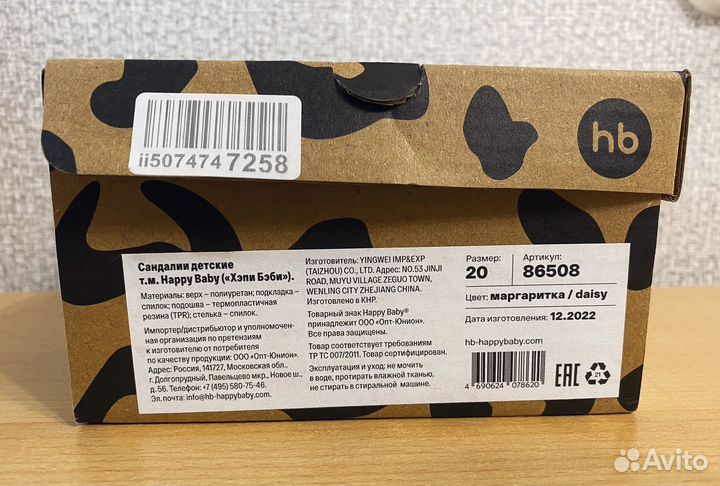 hb
ii507474 7258
Сандалии детские
т.м. Happy Baby («Хэпи Бэби»).
Материалы: верх – полиуретан; подкладка –
спилок; подошва – термопластичная
резина (TPR); стелька – спилок.
Импортер/дистрибьютор и уполномочен-
ная организация по претензиям
к изготовителю от потребителя
по качеству продукции: ООО «Опт-Юнион».
Адрес: Россия, 141727, Московская обл.,
г. Долгопрудный, Павельцево мкр., Новое ш.,
д. 56. Телефон: +7 (495) 580-75-46.
Эл. почта: info@hb-happybaby.com
Изготовитель: YINGWEI IMP&EXP
(TAIZHOU) CO., LTD. Адрес: NO.53 JINJI
ROAD, MUYU VILLAGE ZEGUO TOWN,
WENLING CITY ZHEJIANG CHINA.
Изготовлено в КНР.
Товарный знак Happy Baby®
принадлежит ООО «Опт-Юнион».
Все права защищены.
Товар соответствует требованиям
ТР ТС 007/2011. Товар сертифицирован.
Эксплуатация и уход: не мочить
в воде, протирать влажной тканью,
не стирать в стиральной машине.
Размер:
20
Артикул:
86508
Цвет: маргаритка / daisy
Дата изготовления: 12.2022
hb-happybaby.com
4 690624 078620
EAC
21
Avito